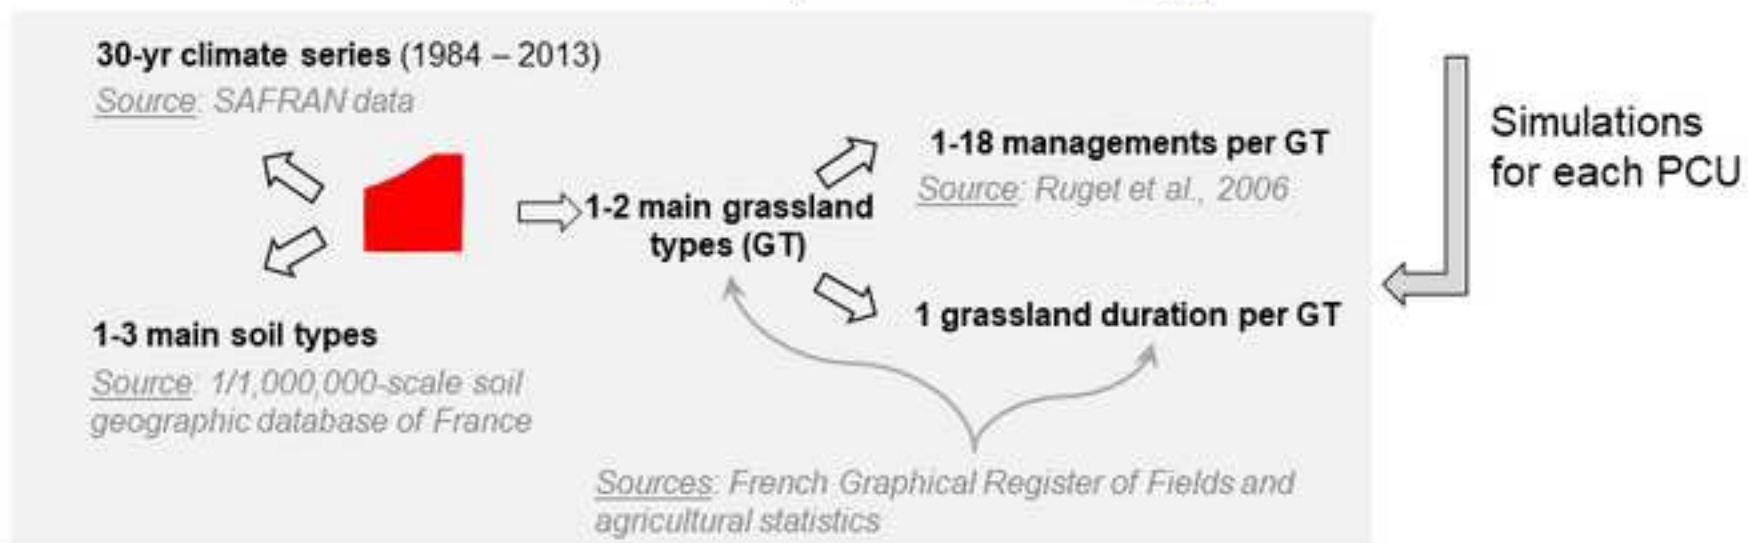 30-yr climate series (1984 – 2013)
Source: SAFRAN data
1-18 managements per GT
Source: Ruget et al., 2006
Simulations
for each PCU
1-2 main grassland
types (GT)
1-3 main soil types
Source: 1/1,000,000-scale soil
geographic database of France
1 grassland duration per GT
Sources: French Graphical Register of Fields and
agricultural statistics